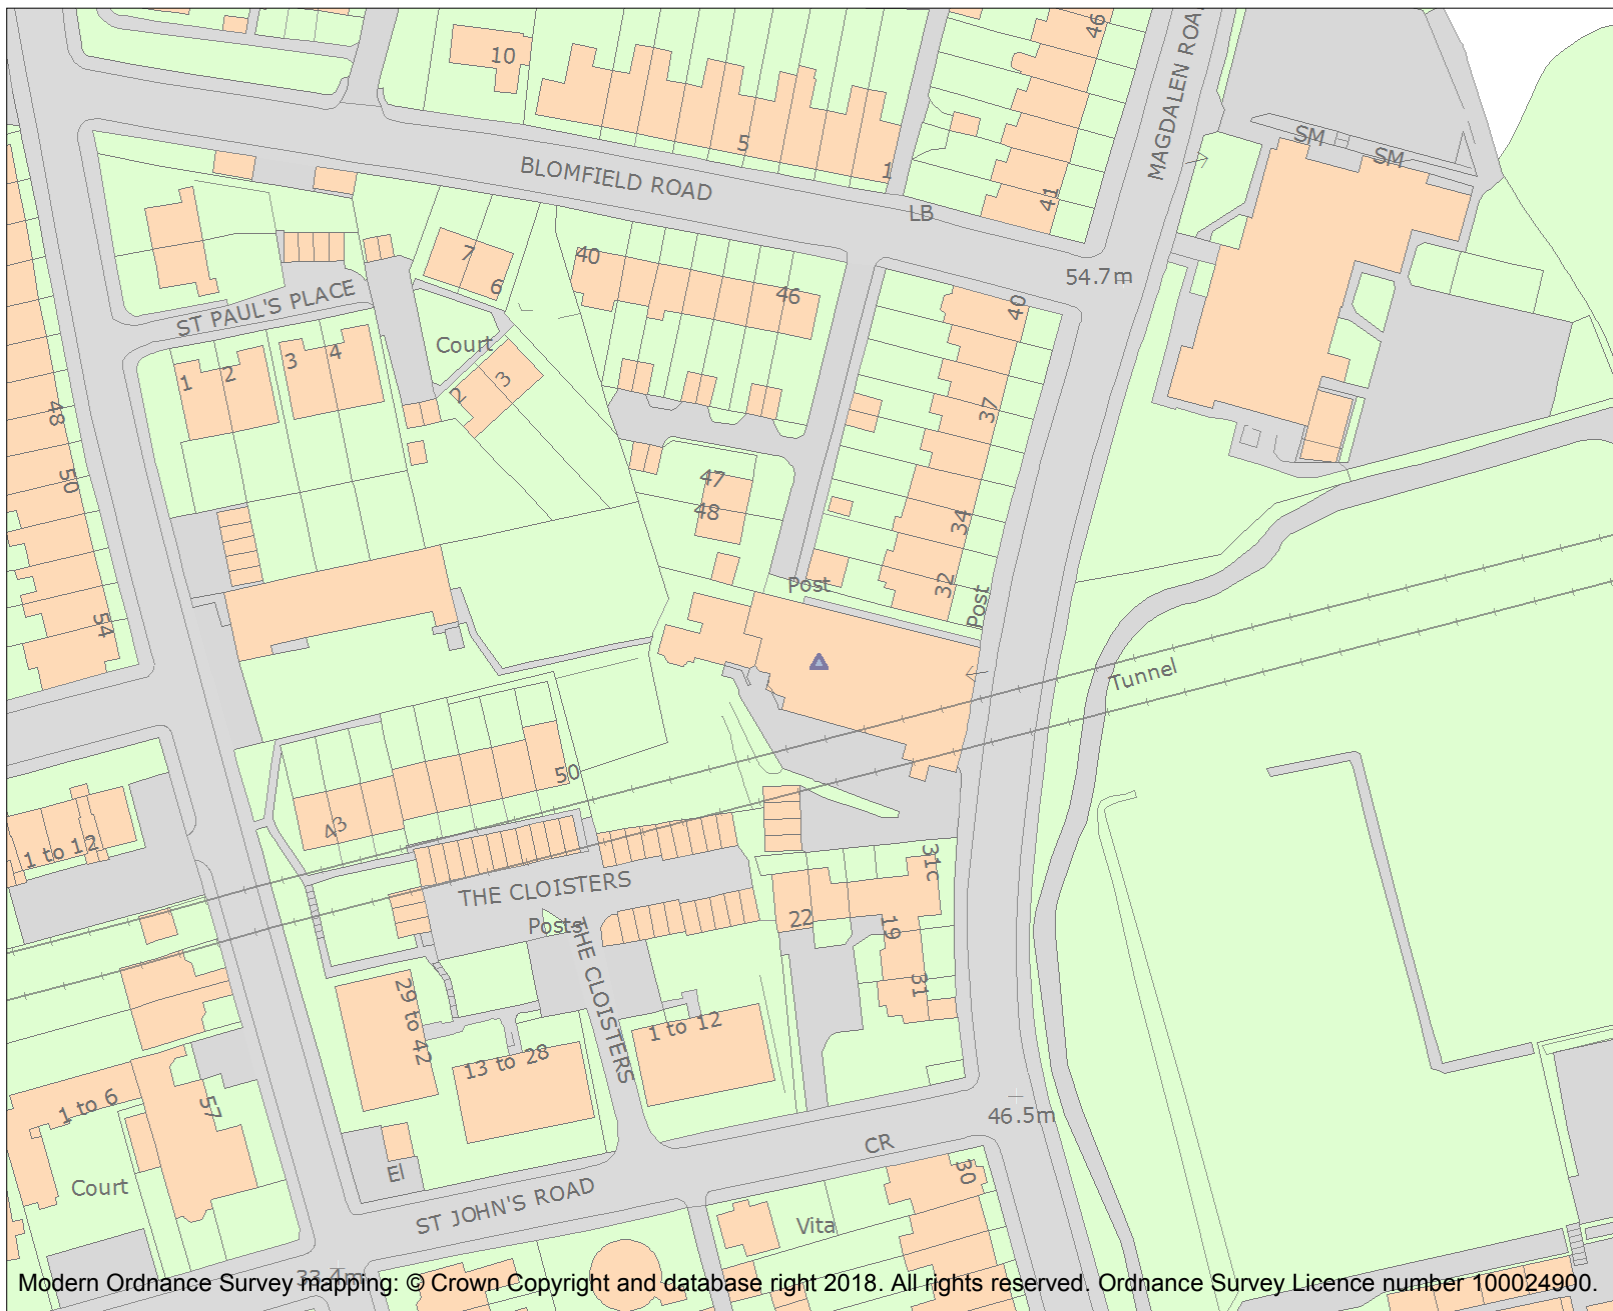 46
MAGDALEN ROA
10
5
1
BLOMFIELD ROAD
LB
41
SM
SM
7
6
40
46
54.7m
40
ST PAUL'S PLACE
Court
1
2
3
4
2
3
37
48
50
47
48
34
32
Post
Post
54
Tunnel
50
43
1 to 12
THE CLOISTERS
Posts
THE CLOISTERS
22
31c
19
31
29 to 42
13 to 28
1 to 12
1 to 6
57
46.5m
CR
El
Court
ST JOHN'S ROAD
30
Vita
33.4m
Modern Ordnance Survey mapping: © Crown Copyright and database right 2018. All rights reserved. Ordnance Survey Licence number 100024900.